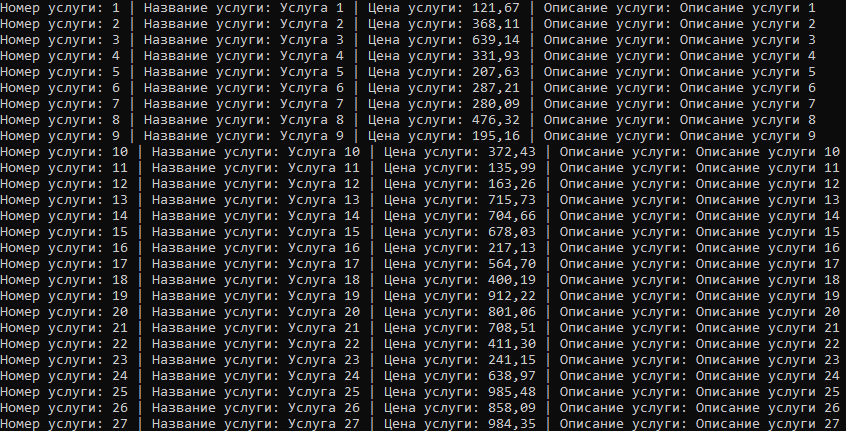 Номер услуги: 1 | Название услуги: Услуга 1 | Цена услуги: 121,67 | Описание услуги: Описание услуги 1
Номер услуги: 2 | Название услуги: Услуга 2 | Цена услуги: 368,11 | Описание услуги: Описание услуги 2
Номер услуги: 3 | Название услуги: Услуга 3 | Цена услуги: 639,14 | Описание услуги: Описание услуги 3
Номер услуги: 4 | Название услуги: Услуга 4 | Цена услуги: 331,93 | Описание услуги: Описание услуги 4
Номер услуги: 5 | Название услуги: Услуга 5 | Цена услуги: 207,63 | Описание услуги: Описание услуги 5
Номер услуги: 6 | Название услуги: Услуга 6 | Цена услуги: 287,21 | Описание услуги: Описание услуги 6
Номер услуги: 7 | Название услуги: Услуга 7 | Цена услуги: 280,09 | Описание услуги: Описание услуги 7
Номер услуги: 8 | Название услуги: Услуга 8 | Цена услуги: 476,32 | Описание услуги: Описание услуги 8
Номер услуги: 9 | Название услуги: Услуга 9 | Цена услуги: 195,16 | Описание услуги: Описание услуги 9
Номер услуги: 10 | Название услуги: Услуга 10 | Цена услуги: 372,43 | Описание услуги: Описание услуги 10
Номер услуги: 11 | Название услуги: Услуга 11 | Цена услуги: 135,99 | Описание услуги: Описание услуги 11
Номер услуги: 12 | Название услуги: Услуга 12 | Цена услуги: 163,26 | Описание услуги: Описание услуги 12
Номер услуги: 13 | Название услуги: Услуга 13 | Цена услуги: 715,73 | Описание услуги: Описание услуги 13
Номер услуги: 14 | Название услуги: Услуга 14 | Цена услуги: 704,66 | Описание услуги: Описание услуги 14
Номер услуги: 15 | Название услуги: Услуга 15 | Цена услуги: 678,03 | Описание услуги: Описание услуги 15
Номер услуги: 16 | Название услуги: Услуга 16 | Цена услуги: 217,13 | Описание услуги: Описание услуги 16
Номер услуги: 17 | Название услуги: Услуга 17 | Цена услуги: 564,70 | Описание услуги: Описание услуги 17
Номер услуги: 18 | Название услуги: Услуга 18 | Цена услуги: 400,19 | Описание услуги: Описание услуги 18
Номер услуги: 19 | Название услуги: Услуга 19 | Цена услуги: 912,22 | Описание услуги: Описание услуги 19
Номер услуги: 20 | Название услуги: Услуга 20 | Цена услуги: 801,06 | Описание услуги: Описание услуги 20
Номер услуги: 21 | Название услуги: Услуга 21 | Цена услуги: 708,51 | Описание услуги: Описание услуги 21
Номер услуги: 22 | Название услуги: Услуга 22 | Цена услуги: 411,30 | Описание услуги: Описание услуги 22
Номер услуги: 23 | Название услуги: Услуга 23 | Цена услуги: 241,15 | Описание услуги: Описание услуги 23
Номер услуги: 24 | Название услуги: Услуга 24 | Цена услуги: 638,97 | Описание услуги: Описание услуги 24
Номер услуги: 25 | Название услуги: Услуга 25 | Цена услуги: 985,48 | Описание услуги: Описание услуги 25
Номер услуги: 26 | Название услуги: Услуга 26 | Цена услуги: 858,09 | Описание услуги: Описание услуги 26
Номер услуги: 27 | Название услуги: Услуга 27 | Цена услуги: 984,35 | Описание услуги: Описание услуги 27